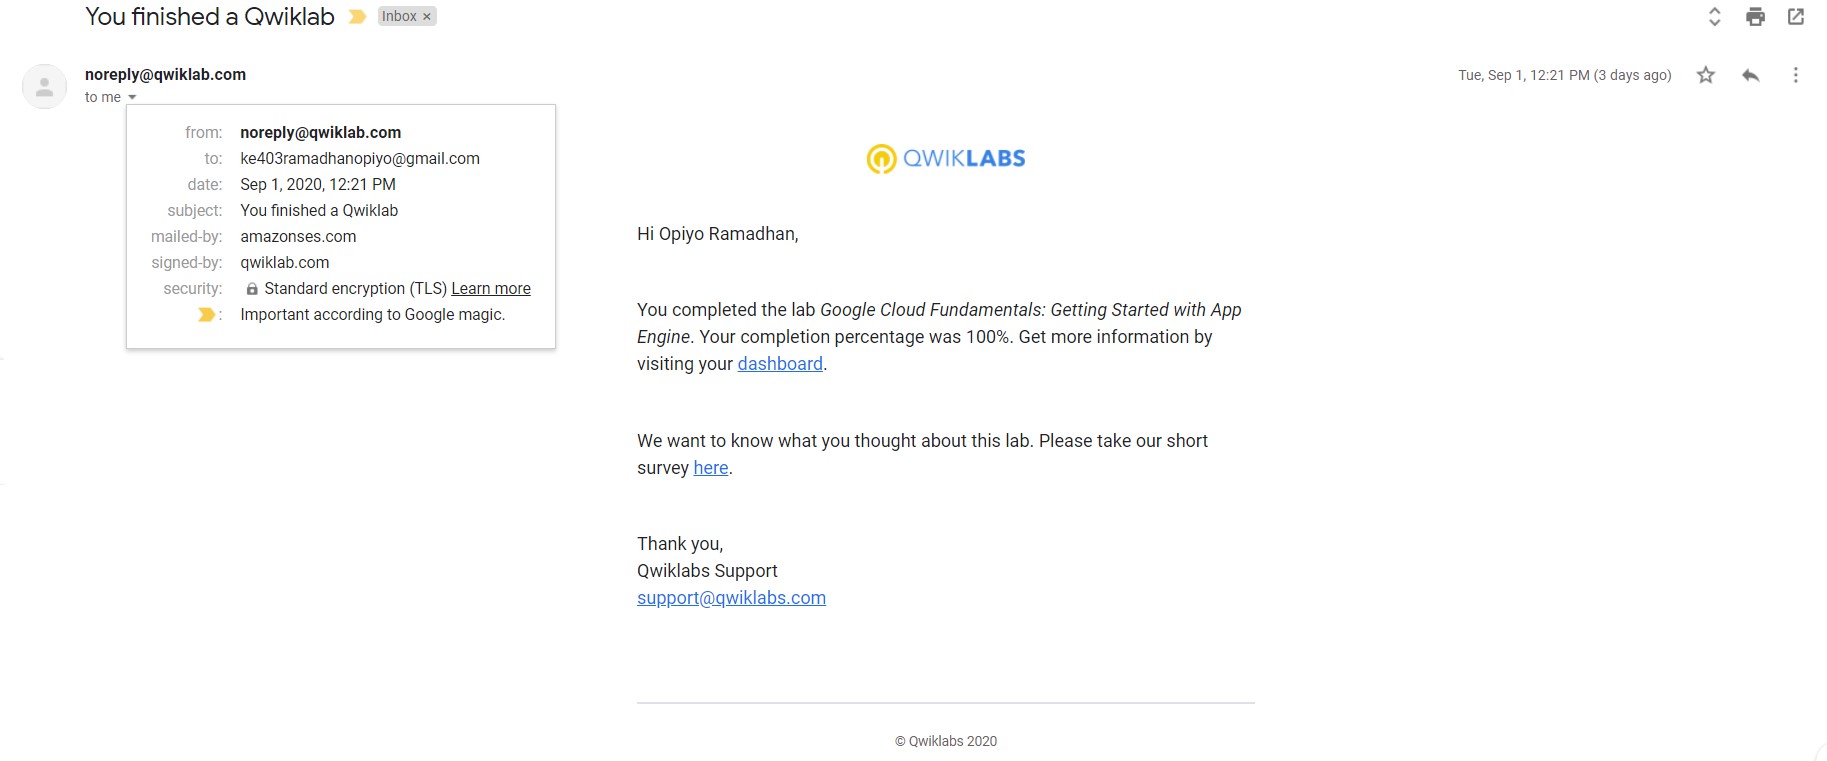 You finished a Qwiklab Inbox ×
noreply@qwiklab.com
Tue, Sep 1, 12:21 PM (3 days ago)
to me
from: noreply@qwiklab.com
to: ke403ramadhanopiyo@gmail.com
date: Sep 1, 2020, 12:21 PM
subject: You finished a Qwiklab
mailed-by: amazonses.com
signed-by: qwiklab.com
security: Standard encryption (TLS) Learn more
: Important according to Google magic.
QWIKLABS
Hi Opiyo Ramadhan,
You completed the lab Google Cloud Fundamentals: Getting Started with App
Engine. Your completion percentage was 100%. Get more information by
visiting your dashboard.
We want to know what you thought about this lab. Please take our short
survey here.
Thank you,
Qwiklabs Support
support@qwiklabs.com
© Qwiklabs 2020